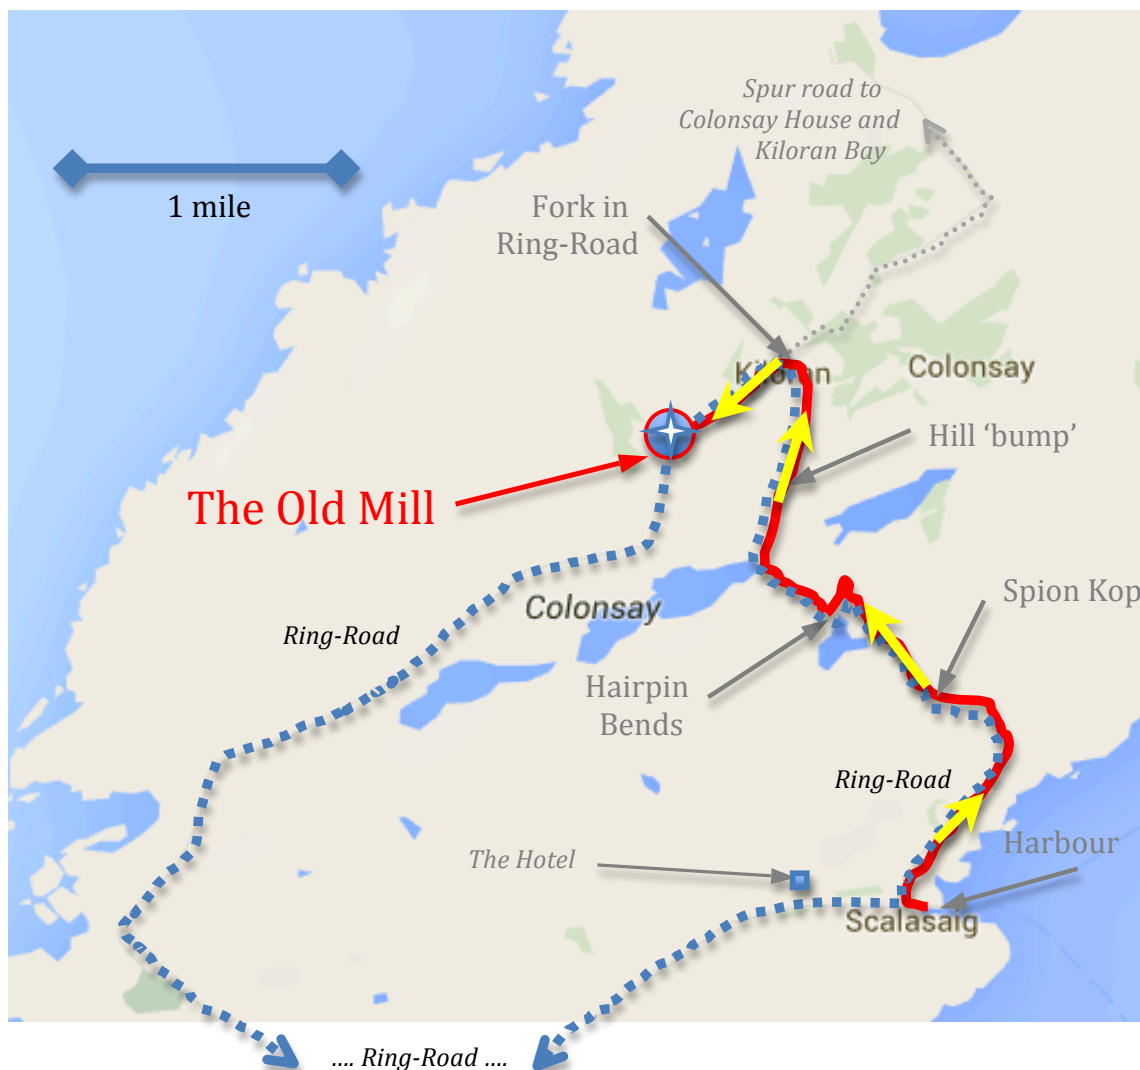 Spur road to
Colonsay House and
Kiloran Bay
1 mile
Fork in
Ring-Road
Kiloran
Colonsay
Hill ‘bump’
The Old Mill
Colonsay
Spion Kop
Ring-Road
Hairpin
Bends
Ring-Road
Harbour
The Hotel
Scalasaig
.... Ring-Road ....